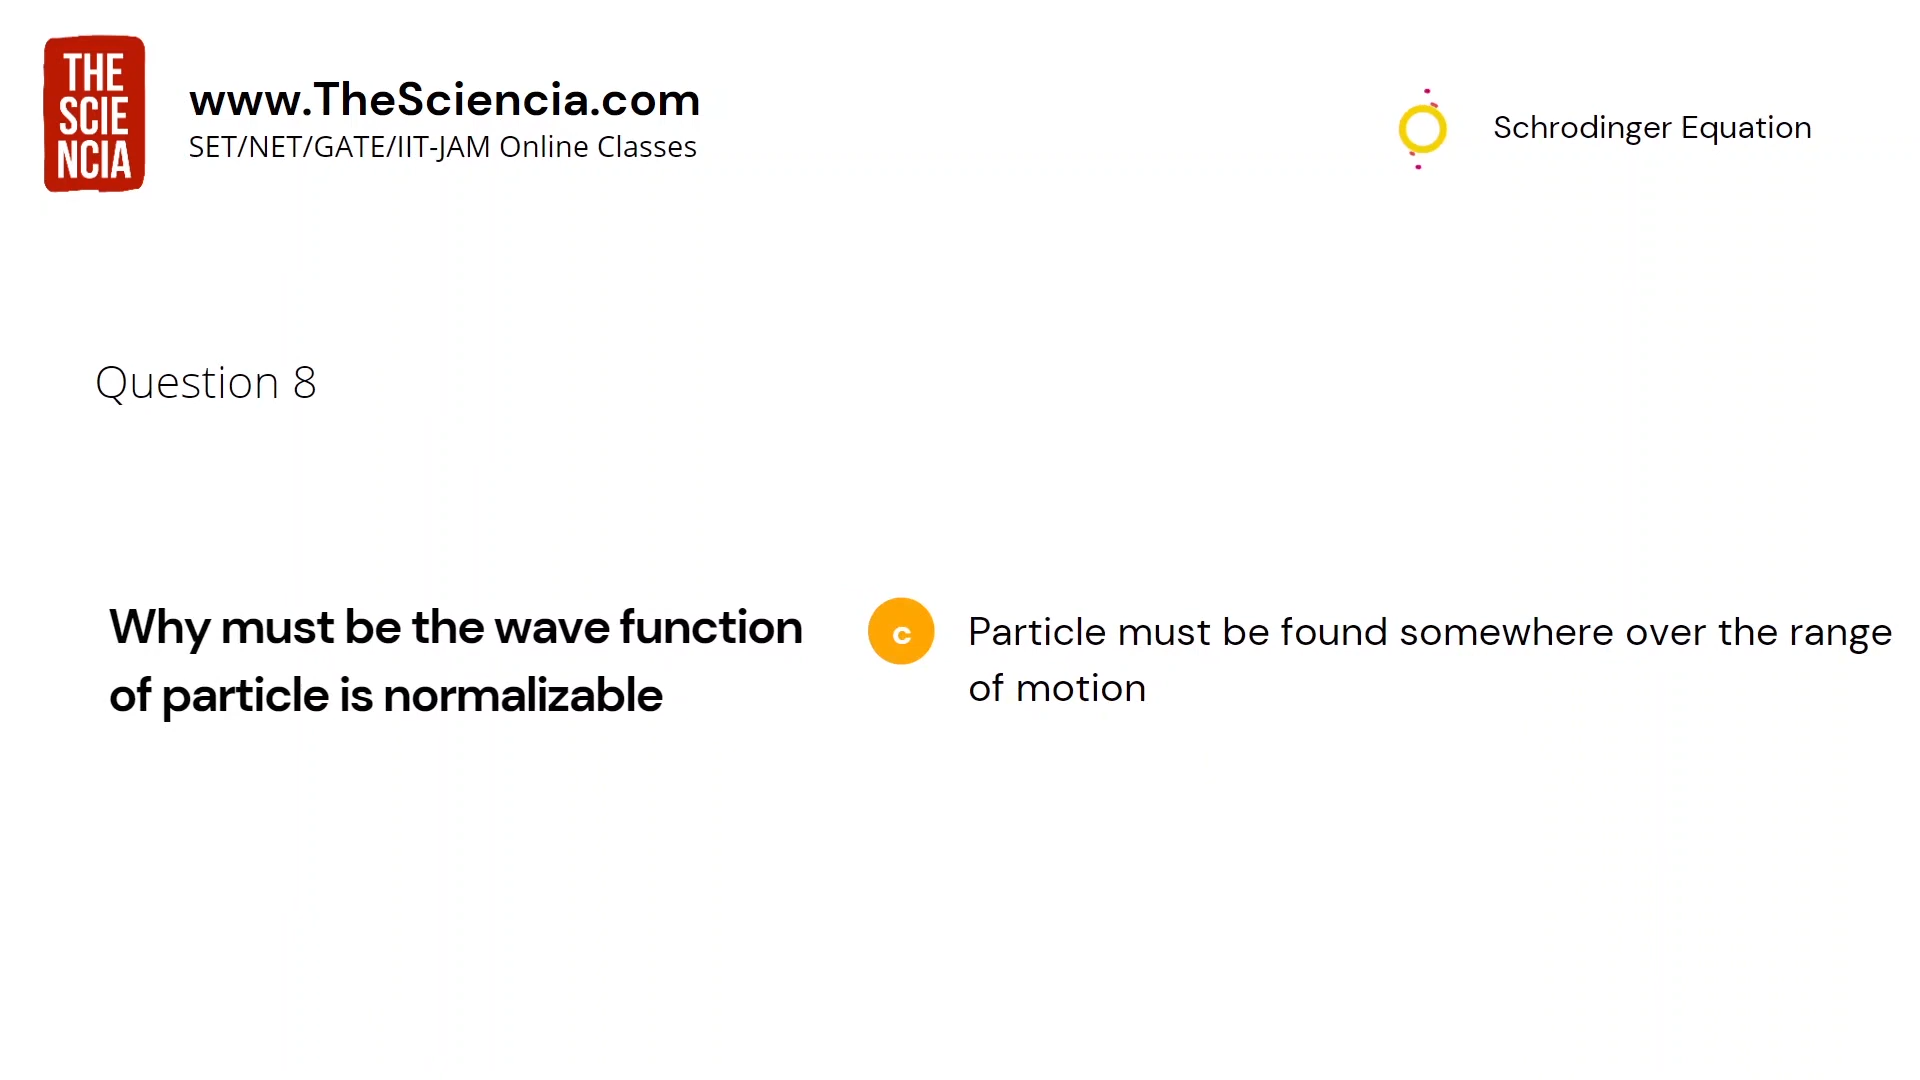 THE
SCIE
NCIA
www.TheSciencia.com
SET/NET/GATE/IIT-JAM Online Classes
Schrodinger Equation
Question 8
Why must be the wave function
of particle is normalizable
c
Particle must be found somewhere over the range
of motion